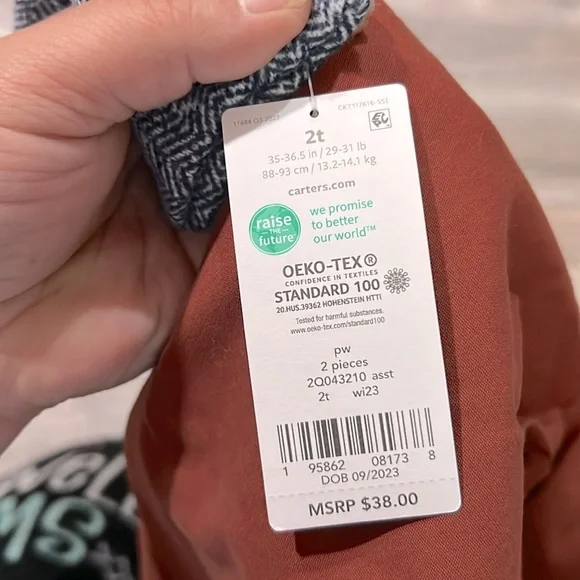 11684 Q3 2023
2t
35-36.5 in / 29-31 lb
88-93 cm / 13.2-14.1 kg
carters.com
raise
THE
future
we promise
to better
our world™
OEKO-TEX®
CONFIDENCE IN TEXTILES
STANDARD 100
20.HUS.39362 HOHENSTEIN HTTI
Tested for harmful substances.
www.oeko-tex.com/standard100
pw
2 pieces
2Q043210 asst
2t wi23
1 95862 08173 8
DOB 09/2023
MSRP $38.00